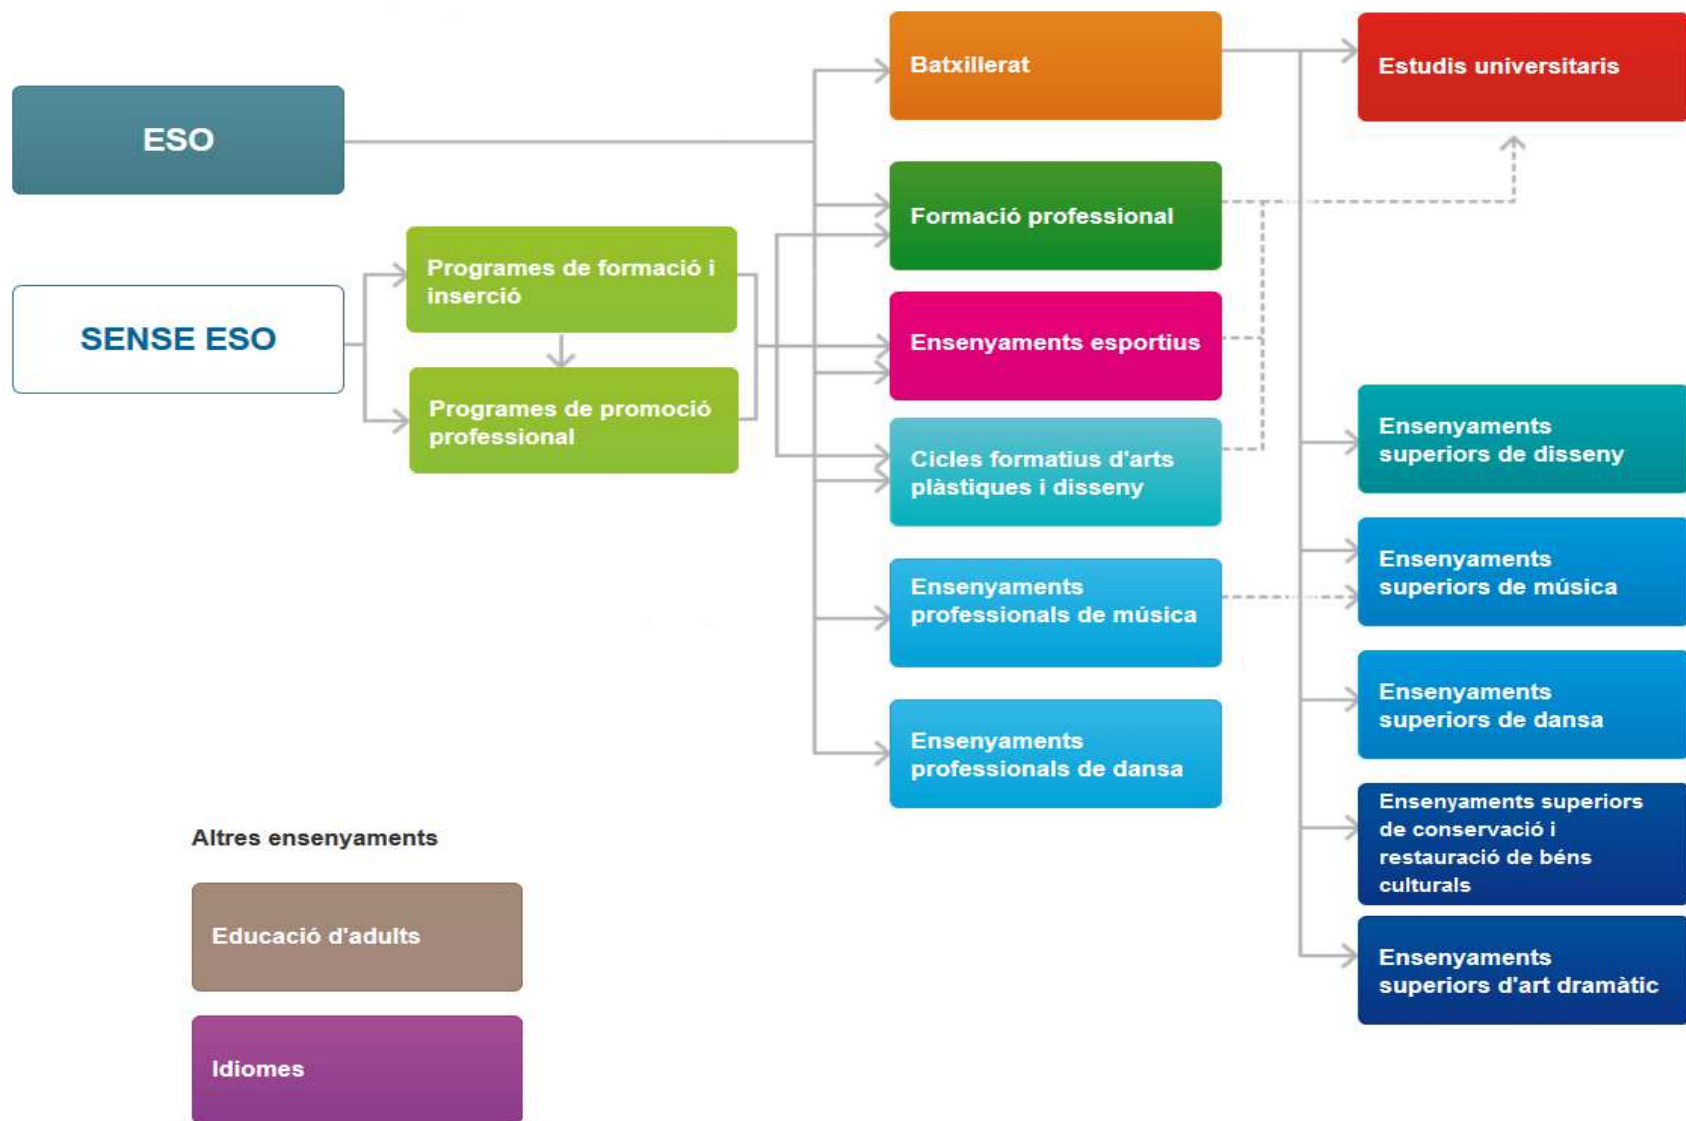 ESO
SENSE ESO
Programes de formació i
inserció
Programes de promoció
professional
Batxillerat
Formació professional
Ensenyaments esportius
Cicles formatius d'arts
plàstiques i disseny
Ensenyaments
professionals de música
Ensenyaments
professionals de dansa
Estudis universitaris
Ensenyaments
superiors de disseny
Ensenyaments
superiors de música
Ensenyaments
superiors de dansa
Ensenyaments superiors
de conservació i
restauració de béns
culturals
Ensenyaments
superiors d'art dramàtic
Altres ensenyaments
Educació d'adults
Idiomes